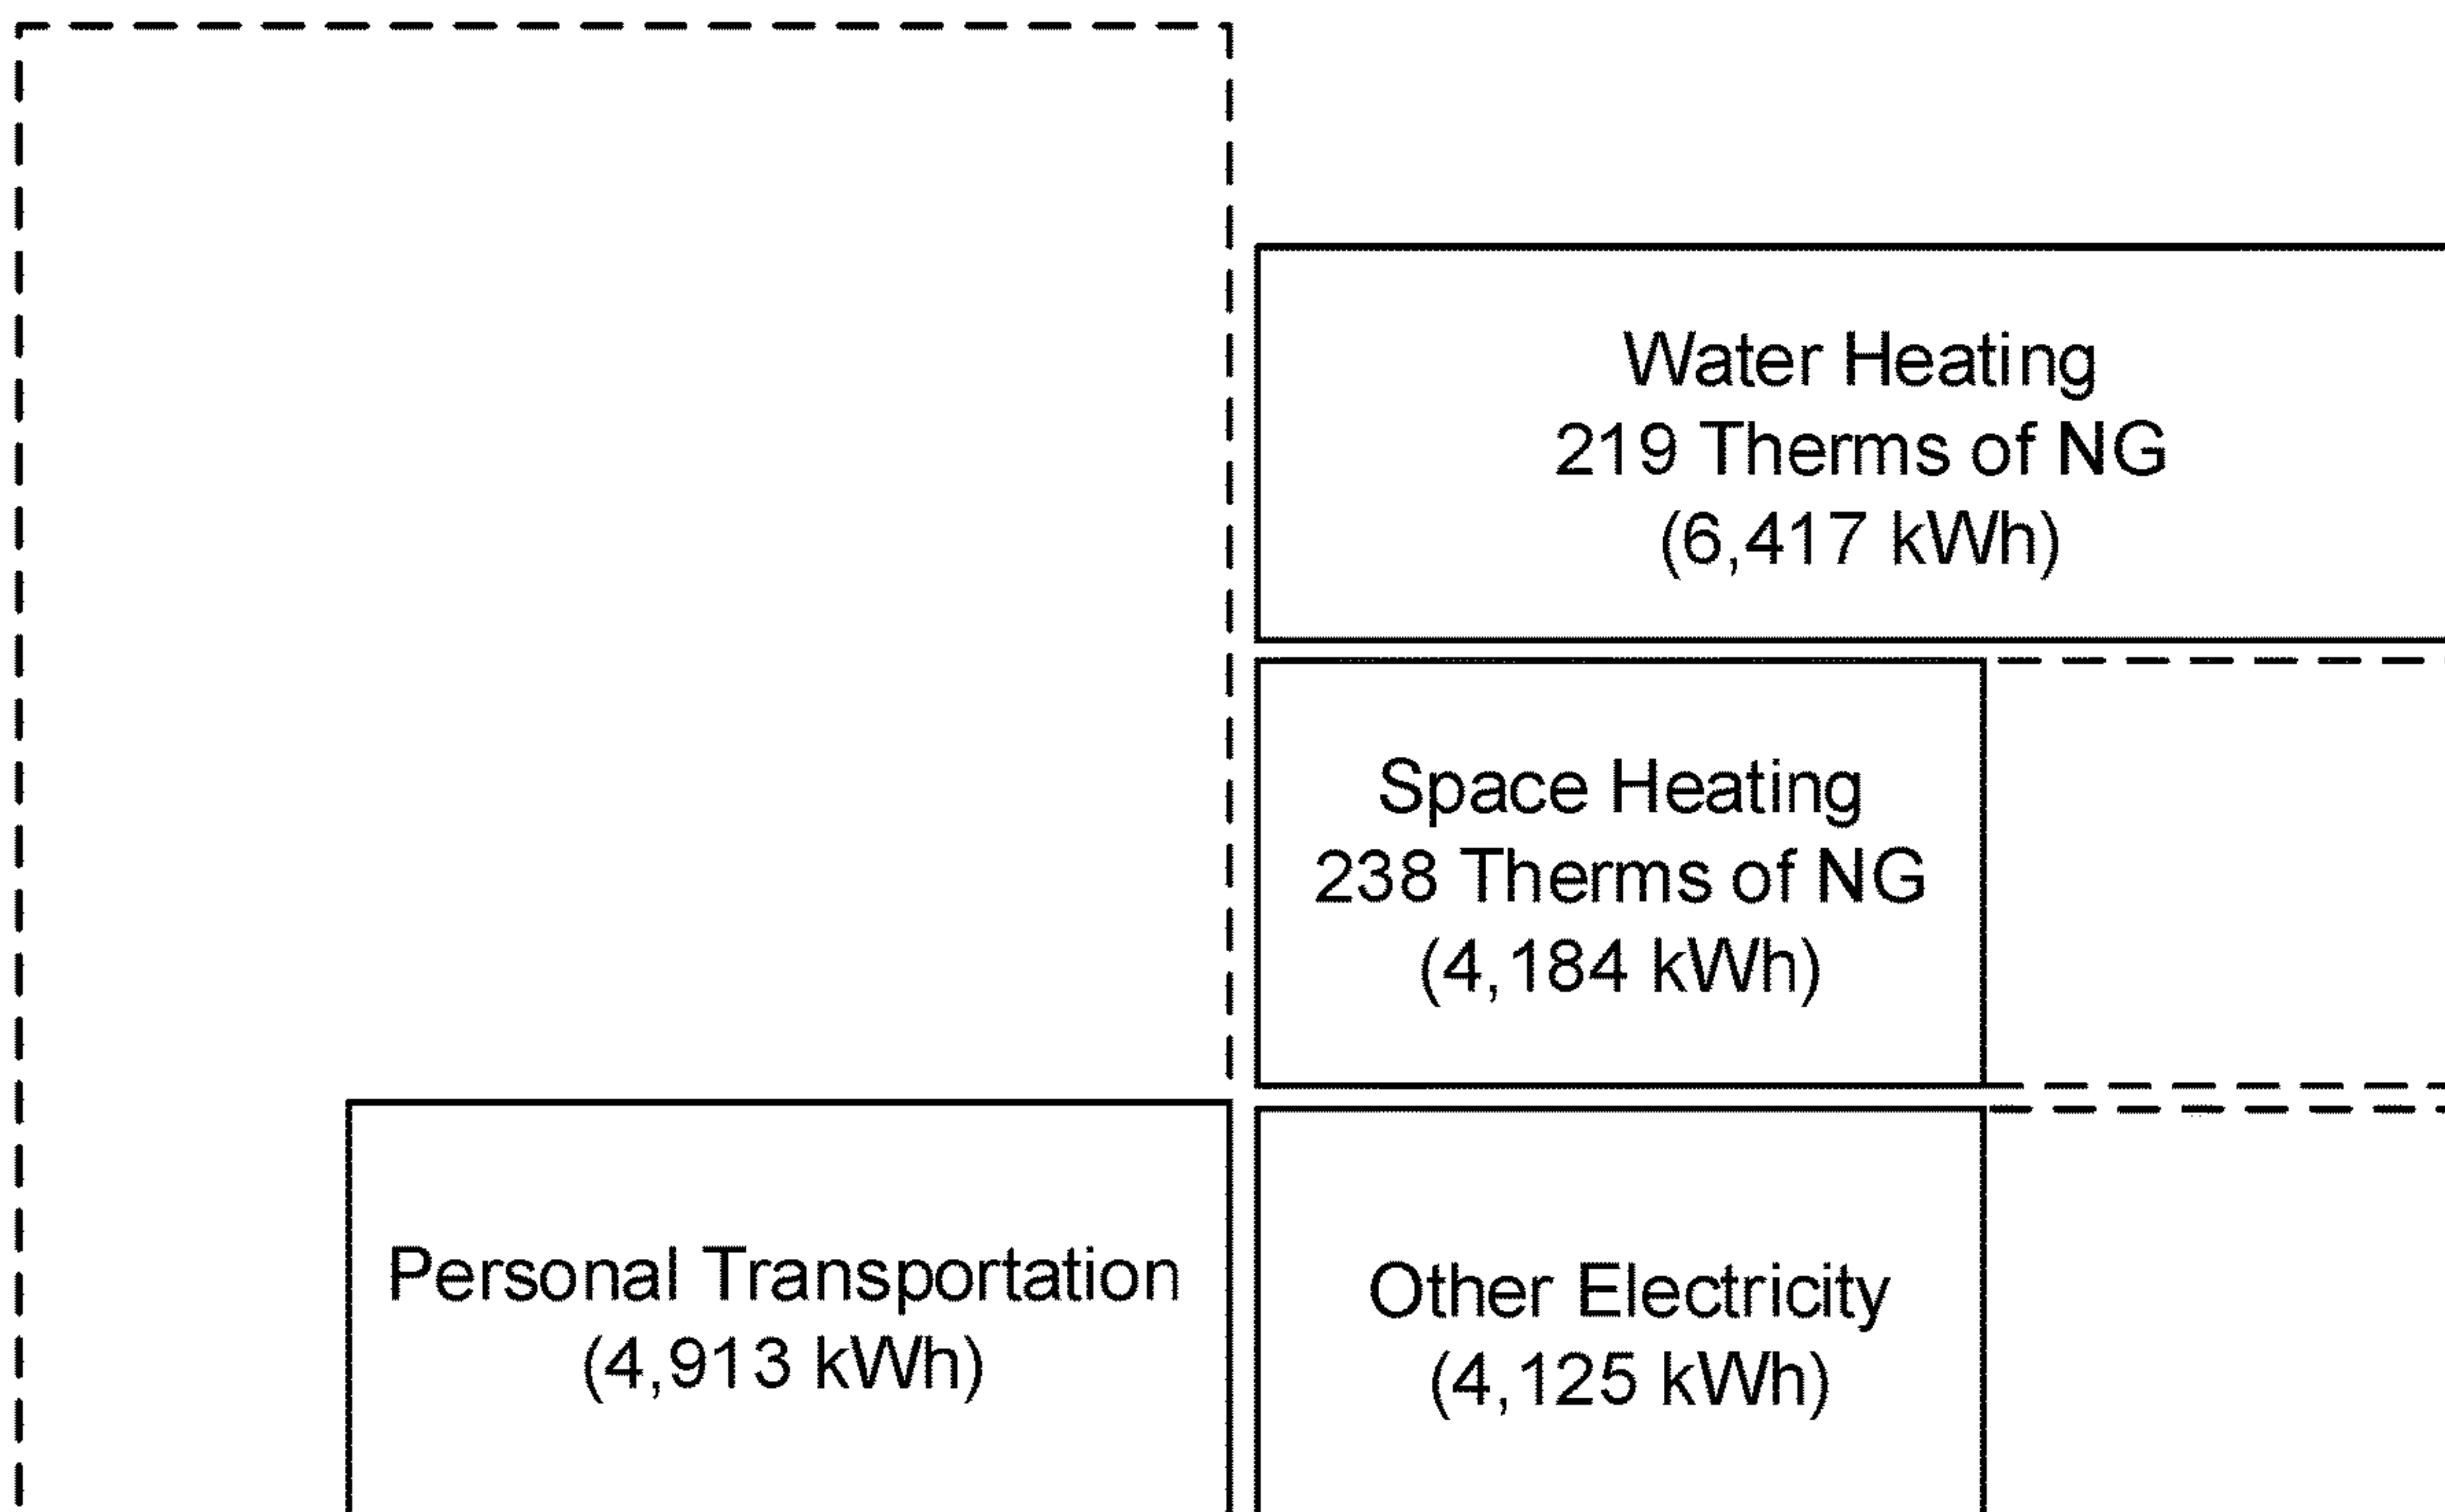 Water Heating
219 Therms of NG
(6,417 kWh)
Space Heating
238 Therms of NG
(4,184 kWh)
Personal Transportation
(4,913 kWh)
Other Electricity
(4,125 kWh)